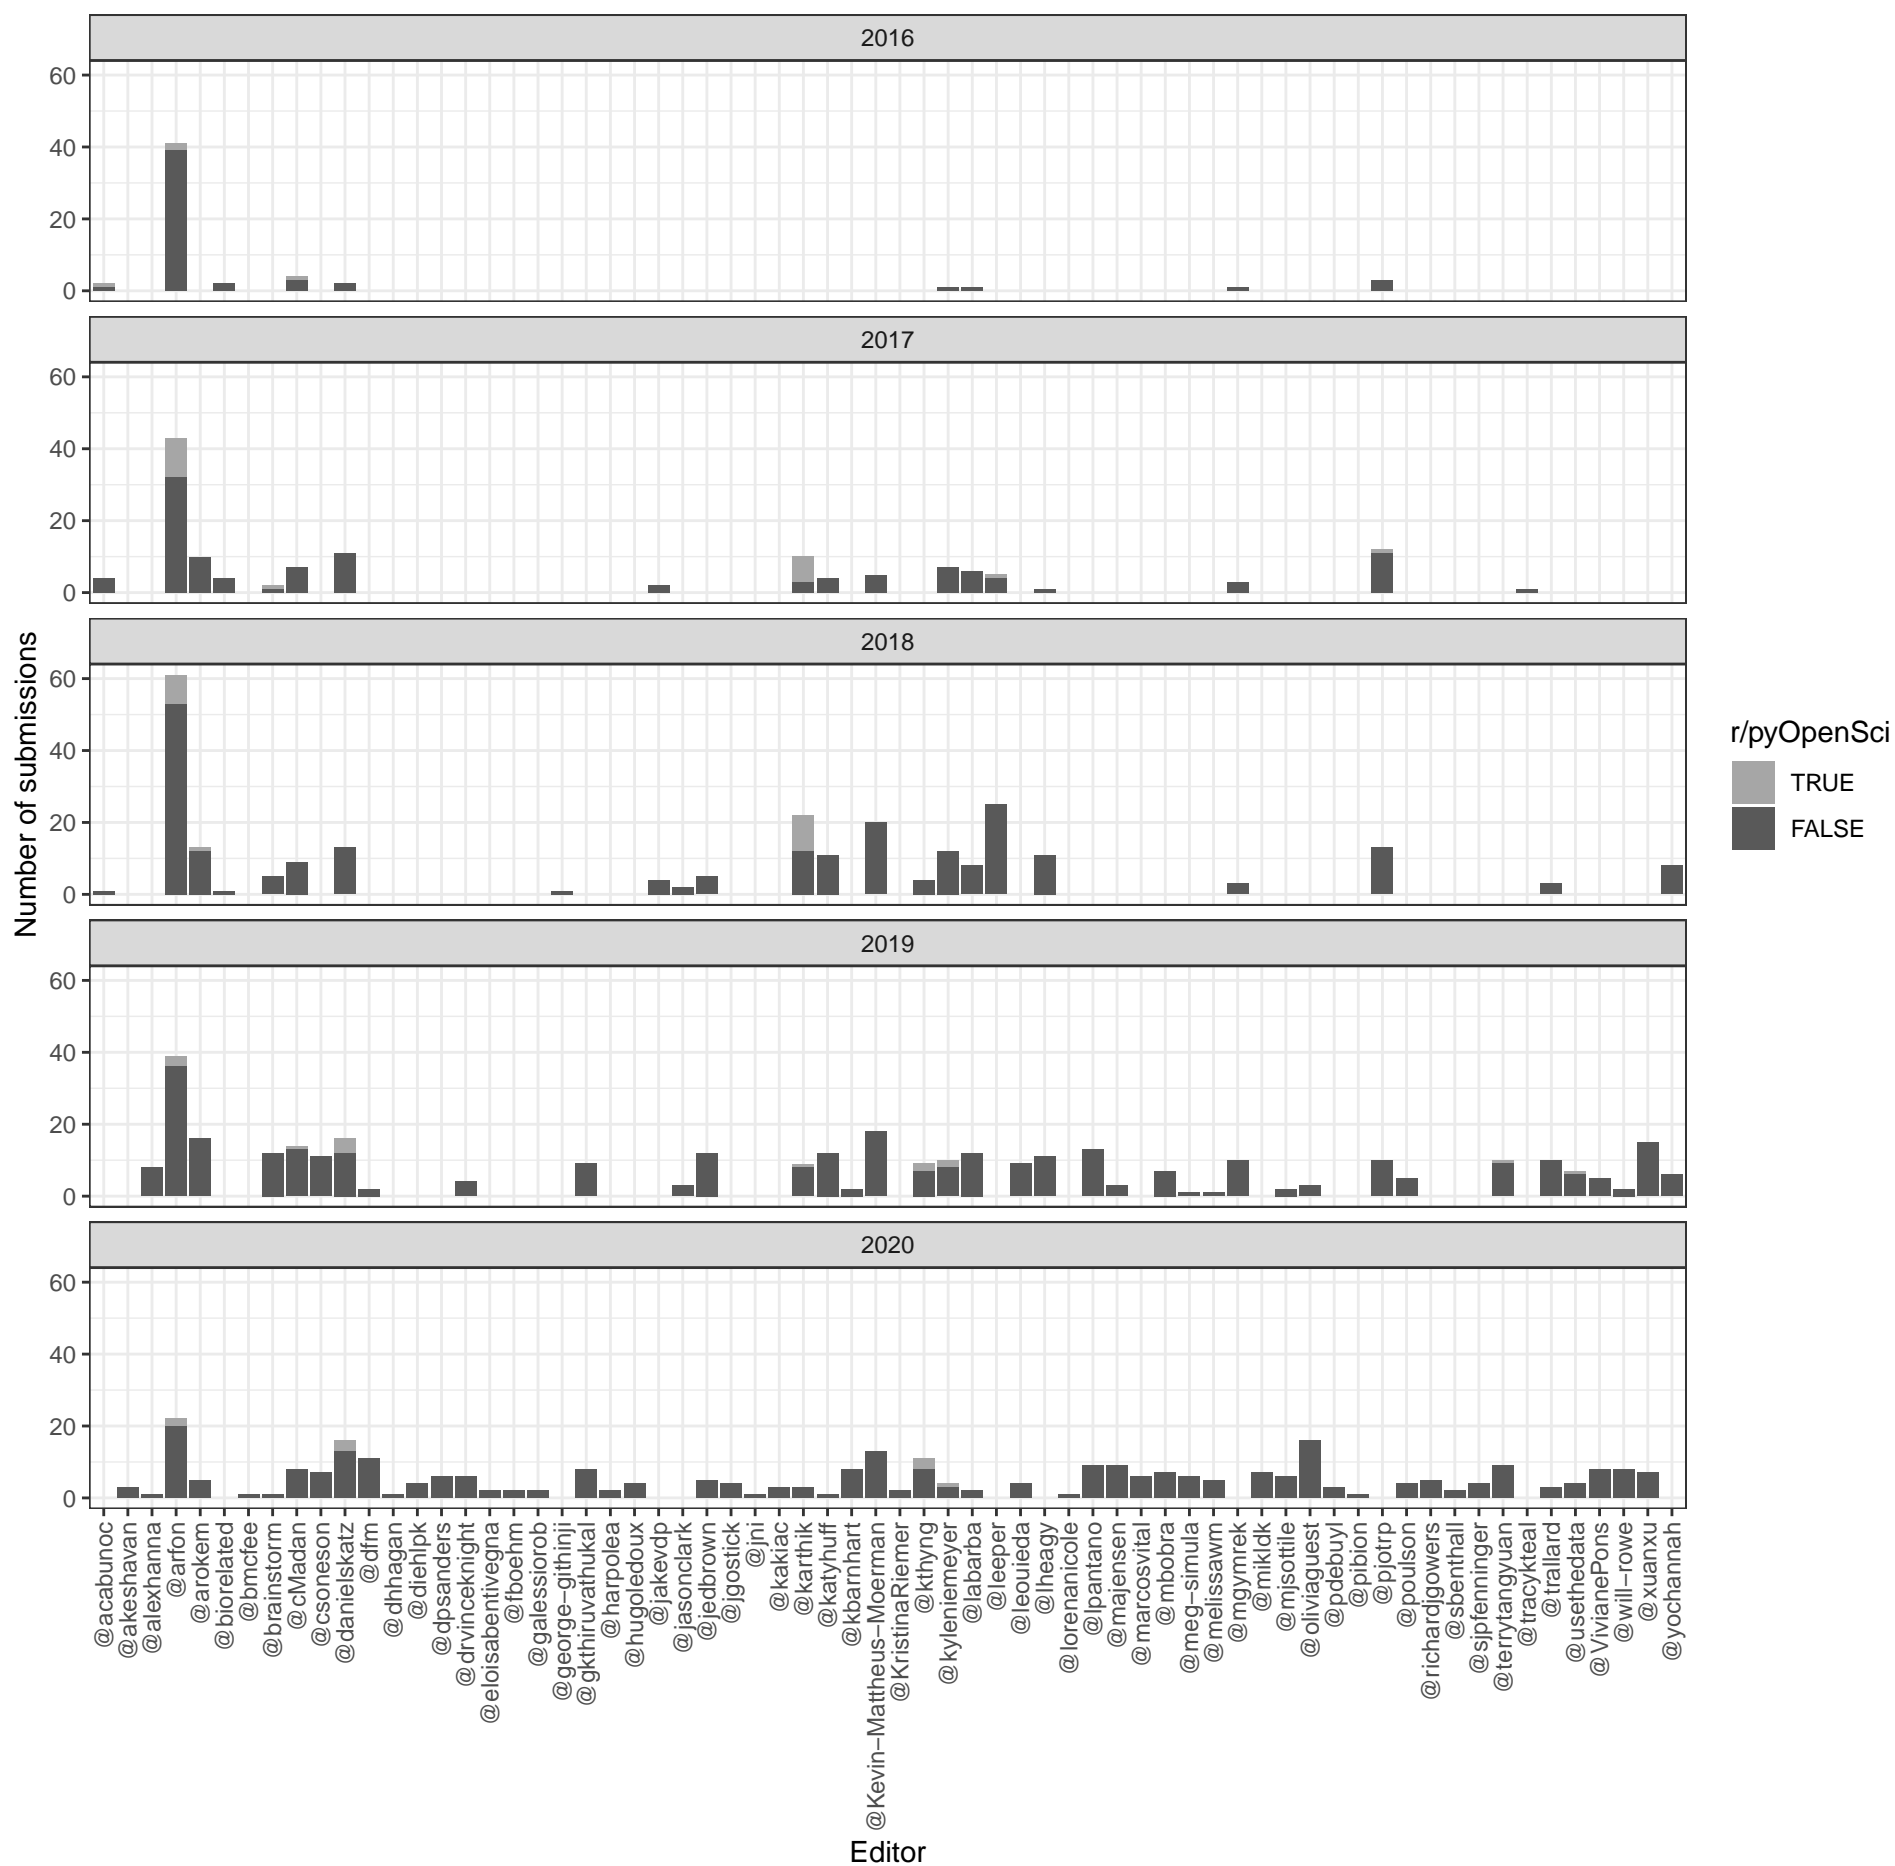 2016
60
40
20
0
2017
60
40
20
0
2018
60
40
20
0
2019
60
40
20
0
2020
60
40
20
0
Number of submissions
r/pyOpenSci
TRUE
FALSE
@acabunoc
@akeshavan
@alexhanna
@arfon
@arokem
@biorelated
@bmcfee
@brainstorm
@cMadan
@csoneson
@danielskatz
@dfm
@dhhagan
@diehlpk
@dpsanders
@drvinceknight
@eloisabentivegna
@fboehm
@galessiorob
@george−githinji
@gkthiruvathukal
@harpolea
@hugoledoux
@jakevdp
@jasonclark
@jedbrown
@jgostick
@jni
@kakiac
@karthik
@katyhuff
@kbarnhart
@Kevin−Mattheus−Moerman
@KristinaRiemer
@kthyng
@kyleniemeyer
@labarba
@leeper
@leouieda
@lheagy
@lorenanicole
@lpantano
@majensen
@marcosvital
@mbobra
@meg−simula
@melissawm
@mgymrek
@mikldk
@mjsottile
@oliviaguest
@pdebuyl
@pibion
@pjotrp
@poulson
@richardjgowers
@sbenthall
@sjpfenninger
@terrytangyuan
@tracykteal
@trallard
@usethedata
@VivianePons
@will−rowe
@xuanxu
@yochannah
Editor